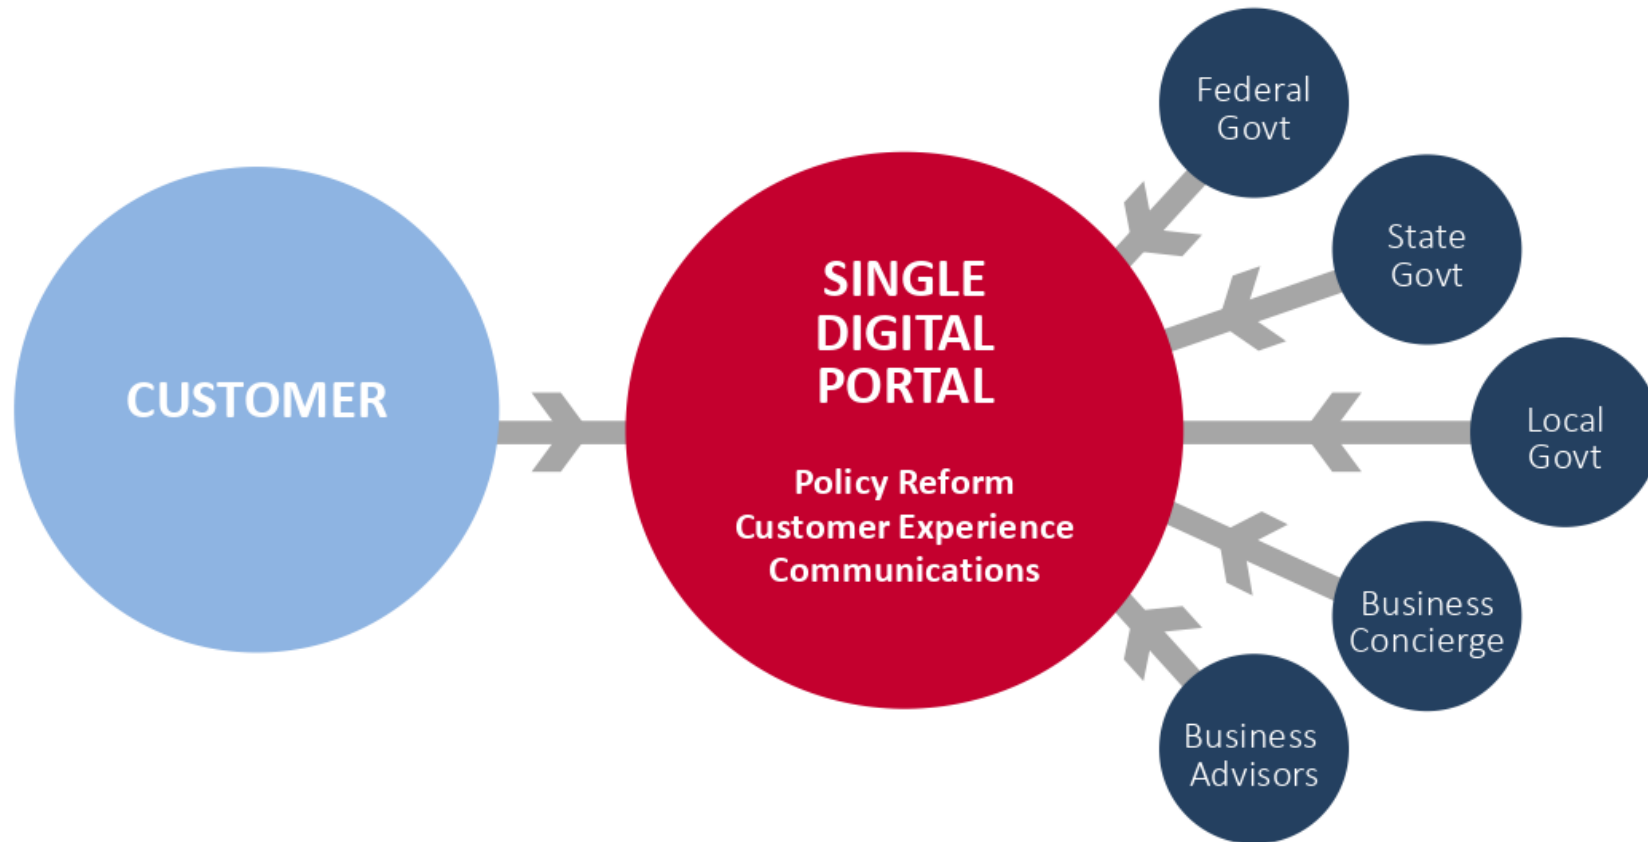 CUSTOMER
SINGLE
DIGITAL
PORTAL
Policy Reform
Customer Experience
Communications
Federal
Govt
State
Govt
Local
Govt
Business
Concierge
Business
Advisors